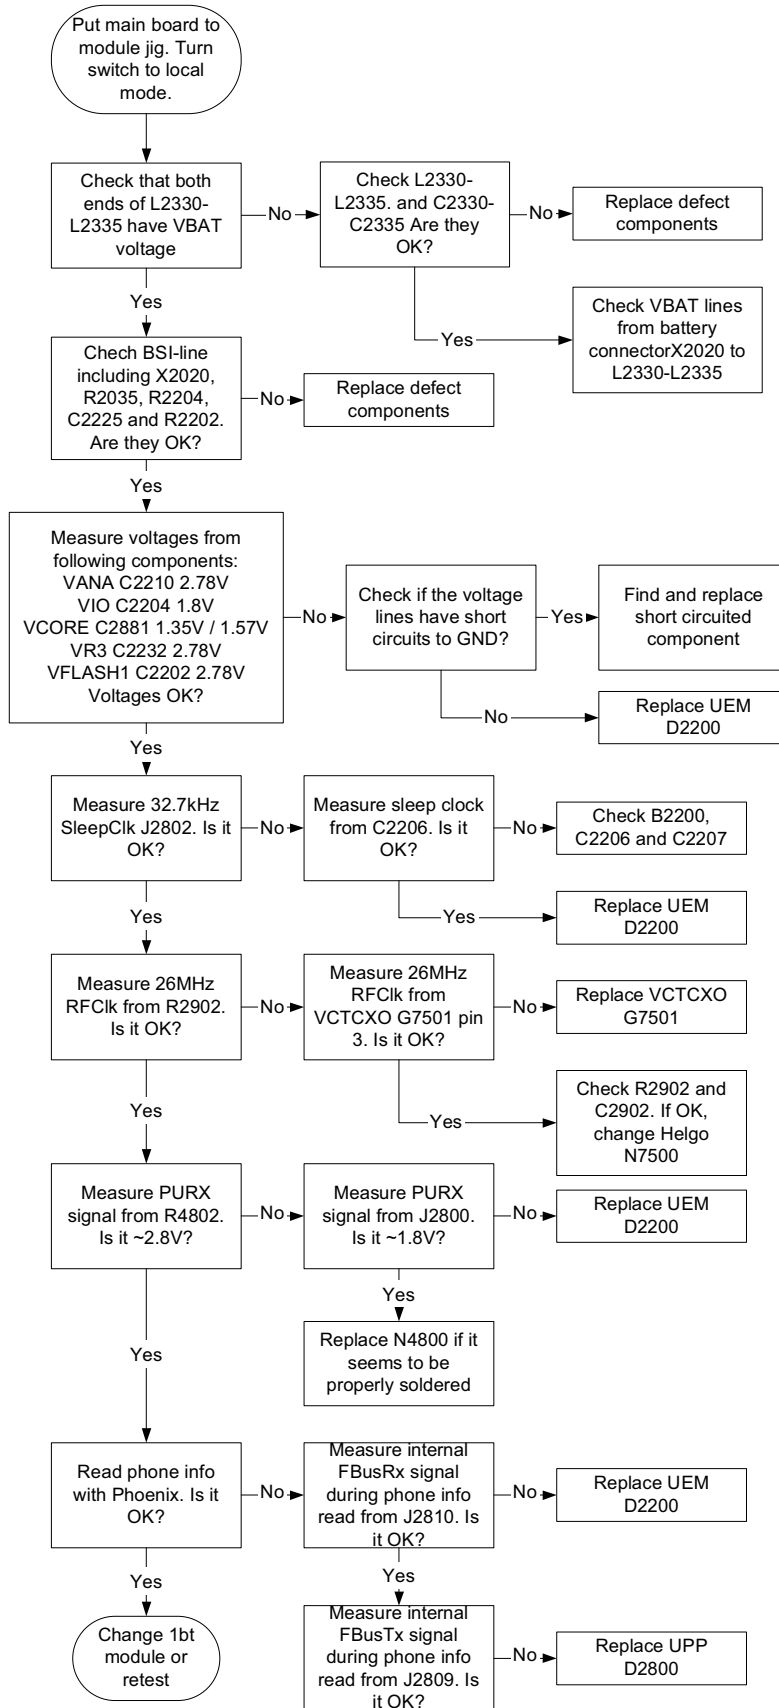 Put main board to
module jig. Turn
switch to local
mode.
Check that both
ends of L2330-
L2335 have VBAT
voltage
No
Check L2330-
L2335. and C2330-
C2335 Are they
OK?
No
Replace defect
components
Yes
Yes
Check VBAT lines
from battery
connectorX2020 to
L2330-L2335
Chech BSI-line
including X2020,
R2035, R2204,
C2225 and R2202.
Are they OK?
No
Replace defect
components
Yes
Measure voltages from
following components:
VANA C2210 2.78V
VIO C2204 1.8V
VCORE C2881 1.35V / 1.57V
VR3 C2232 2.78V
VFLASH1 C2202 2.78V
Voltages OK?
No
Check if the voltage
lines have short
circuits to GND?
Yes
Find and replace
short circuited
component
No
Replace UEM
D2200
Yes
Measure 32.7kHz
SleepClk J2802. Is it
OK?
No
Measure sleep clock
from C2206. Is it
OK?
No
Check B2200,
C2206 and C2207
Yes
Replace UEM
D2200
Yes
Measure 26MHz
RFClk from R2902.
Is it OK?
No
Measure 26MHz
RFClk from
VCTCXO G7501 pin
3. Is it OK?
No
Replace VCTCXO
G7501
Yes
Check R2902 and
C2902. If OK,
change Helgo
N7500
Yes
Measure PURX
signal from R4802.
Is it ~2.8V?
No
Measure PURX
signal from J2800.
Is it ~1.8V?
No
Replace UEM
D2200
Yes
Replace N4800 if it
seems to be
properly soldered
Yes
Read phone info
with Phoenix. Is it
OK?
No
Measure internal
FBusRx signal
during phone info
read from J2810. Is
it OK?
No
Replace UEM
D2200
Yes
Yes
Change 1bt
module or
retest
Measure internal
FBusTx signal
during phone info
read from J2809. Is
it OK?
No
Replace UPP
D2800